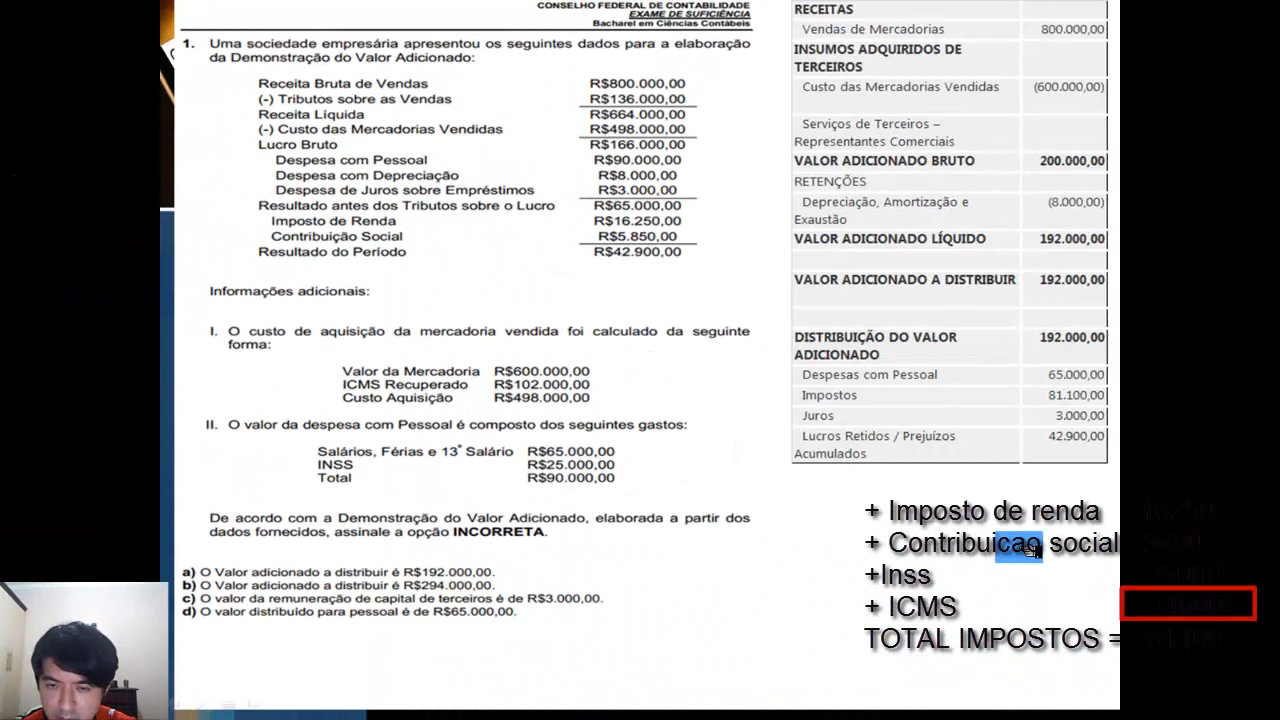 CONSELHO FEDERAL DE CONTABILIDADE
EXAME DE SUFICIÊNCIA
Bacharel em Ciências Contábeis
1. Uma sociedade empresária apresentou os seguintes dados para a elaboração
da Demonstração do Valor Adicionado:
Receita Bruta de Vendas R$800.000,00
(-) Tributos sobre as Vendas R$136.000,00
Receita Líquida R$664.000,00
(-) Custo das Mercadorias Vendidas R$498.000,00
Lucro Bruto R$166.000,00
Despesa com Pessoal R$90.000,00
Despesa com Depreciação R$8.000,00
Despesa de Juros sobre Empréstimos R$3.000,00
Resultado antes dos Tributos sobre o Lucro R$65.000,00
Imposto de Renda R$16.250,00
Contribuição Social R$5.850,00
Resultado do Período R$42.900,00
Informações adicionais:
I. O custo de aquisição da mercadoria vendida foi calculado da seguinte
forma:
Valor da Mercadoria R$600.000,00
ICMS Recuperado R$102.000,00
Custo Aquisição R$498.000,00
II. O valor da despesa com Pessoal é composto dos seguintes gastos:
Salários, Férias e 13° Salário R$65.000,00
INSS R$25.000,00
Total R$90.000,00
De acordo com a Demonstração do Valor Adicionado, elaborada a partir dos
dados fornecidos, assinale a opção INCORRETA.
a) O Valor adicionado a distribuir é R$192.000,00.
b) O Valor adicionado é R$294.000,00.
c) O valor da remuneração de capital de terceiros é de R$3.000,00.
d) O valor distribuído para pessoal é de R$65.000,00.
RECEITAS
Vendas de Mercadorias 800.000,00
INSUMOS ADQUIRIDOS DE
TERCEIROS
Custo das Mercadorias Vendidas (600.000,00)
Serviços de Terceiros –
Representantes Comerciais
VALOR ADICIONADO BRUTO 200.000,00
RETENÇÕES
Depreciação, Amortização e (8.000,00)
Exaustão
VALOR ADICIONADO LÍQUIDO 192.000,00
VALOR ADICIONADO A DISTRIBUIR 192.000,00
DISTRIBUIÇÃO DO VALOR 192.000,00
ADICIONADO
Despesas com Pessoal 65.000,00
Impostos 81.100,00
Juros 3.000,00
Lucros Retidos / Prejuízos 42.900,00
Acumulados
+ Imposto de renda
+ Contribuicao social
+Inss
+ ICMS
TOTAL IMPOSTOS =